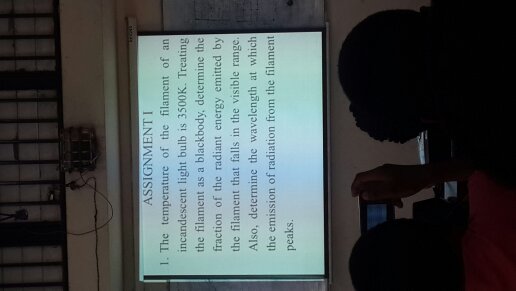 ASSIGNMENT I
1. The temperature of the filament of an
incandescent light bulb is 3500K. Treating
the filament as a blackbody, determine the
fraction of the radiant energy emitted by
the filament that falls in the visible range.
Also, determine the wavelength at which
the emission of radiation from the filament
peaks.